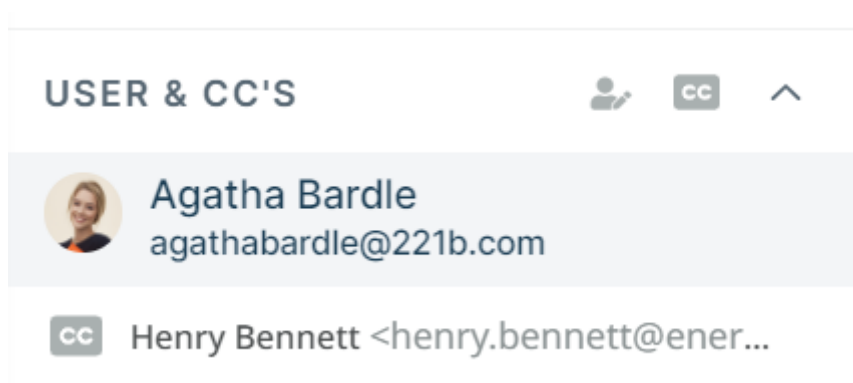 USER & CC'S CC
Agatha Bardle
agathabardle@221b.com
CC Henry Bennett <henry.bennett@ener...